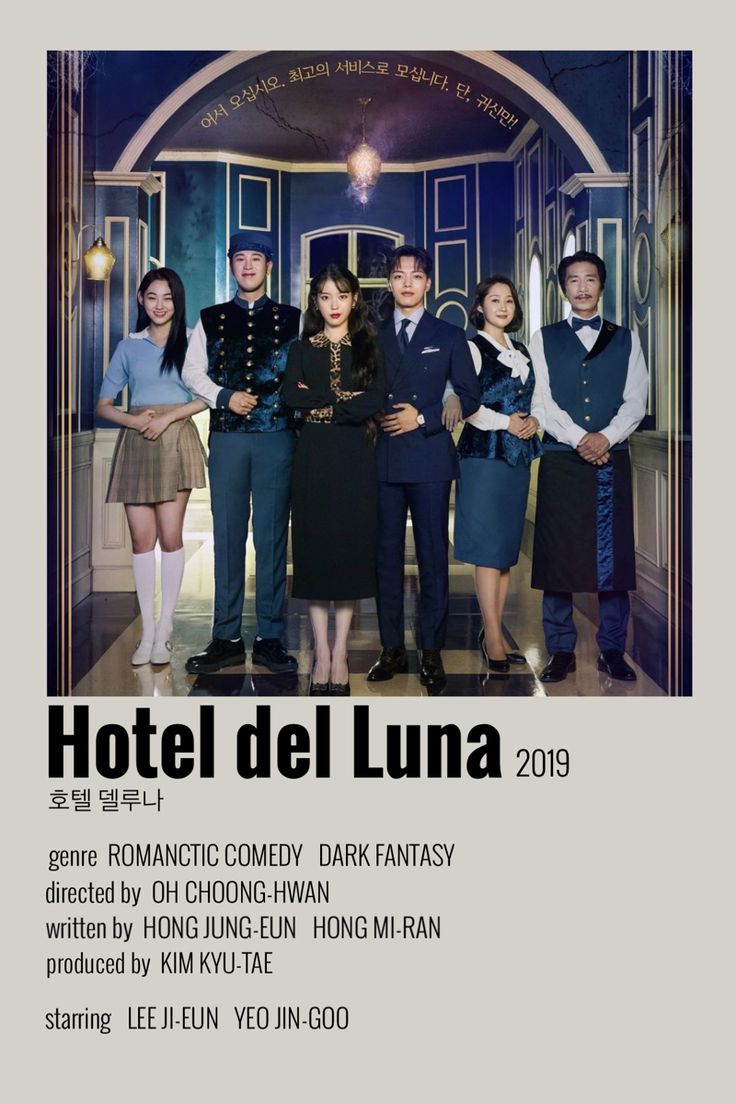 어서 오십시오. 최고의 서비스로 모십니다. 단, 귀신만!
Hotel del Luna 2019
호텔 델루나
genre ROMANCTIC COMEDY DARK FANTASY
directed by OH CHOONG-HWAN
written by HONG JUNG-EUN HONG MI-RAN
produced by KIM KYU-TAE
starring LEE JI-EUN YEO JIN-GOO